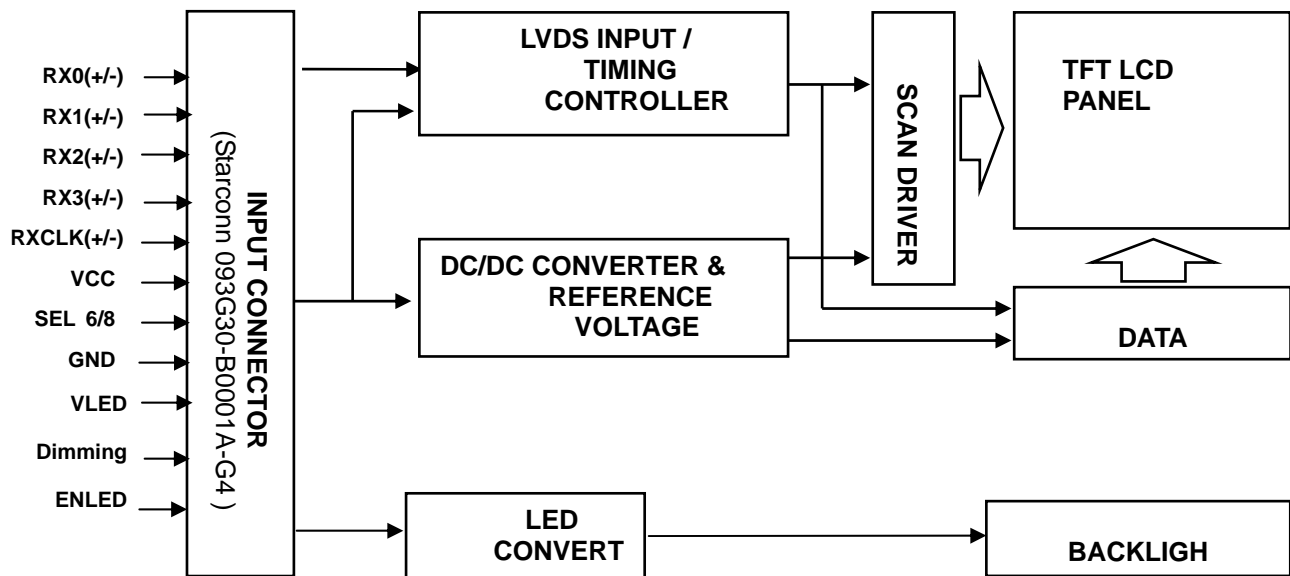 RX0(+/-)
RX1(+/-)
RX2(+/-)
RX3(+/-)
RXCLK(+/-)
VCC
SEL 6/8
GND
VLED
Dimming
ENLED
INPUT CONNECTOR
(Starconn 093G30-B0001A-G4 )
LVDS INPUT /
TIMING
CONTROLLER
DC/DC CONVERTER &
REFERENCE
VOLTAGE
LED
CONVERT
SCAN DRIVER
TFT LCD
PANEL
DATA
BACKLIGH